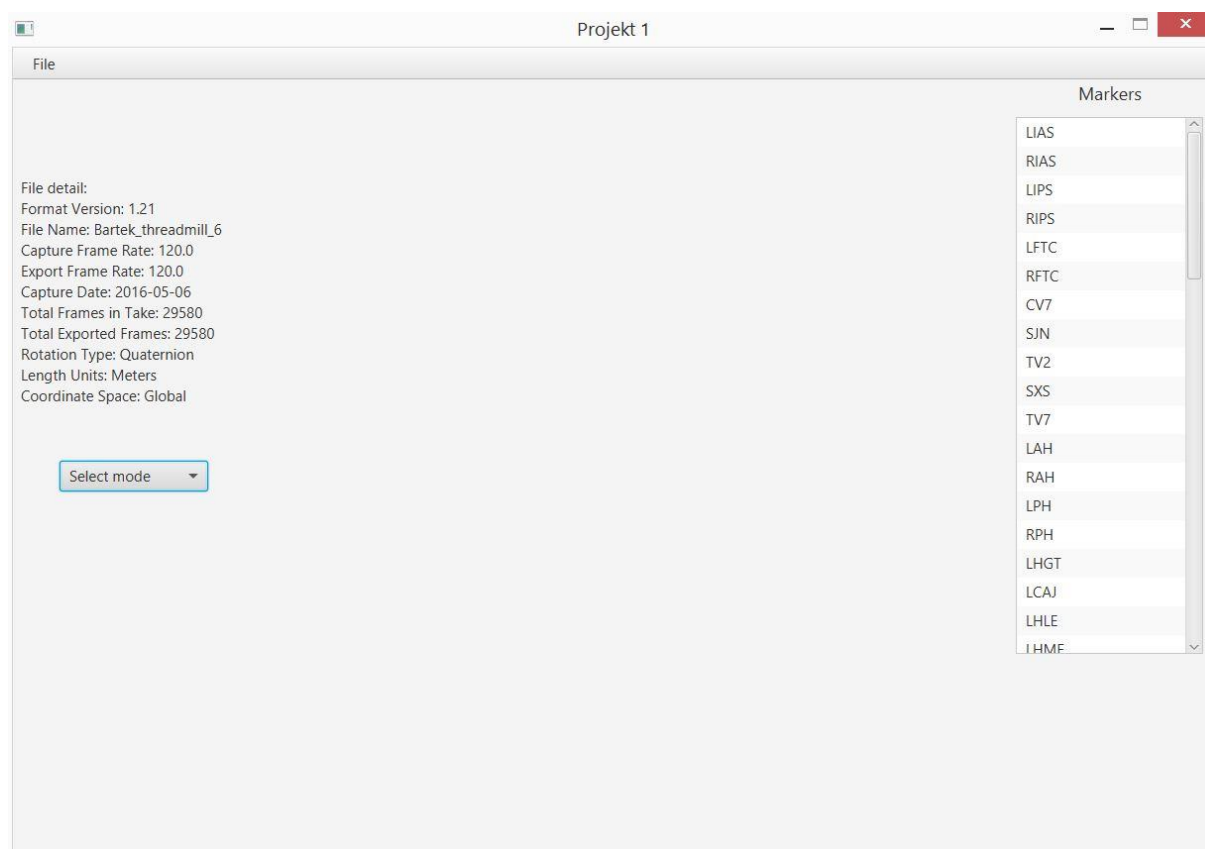 Projekt 1
File
Markers
File detail:
Format Version: 1.21
File Name: Bartek_threadmill_6
Capture Frame Rate: 120.0
Export Frame Rate: 120.0
Capture Date: 2016-05-06
Total Frames in Take: 29580
Total Exported Frames: 29580
Rotation Type: Quaternion
Length Units: Meters
Coordinate Space: Global
Select mode
LIAS
RIAS
LIPS
RIPS
LFTC
RFTC
CV7
SJN
TV2
SXS
TV7
LAH
RAH
LPH
RPH
LHGT
LCAJ
LHLE